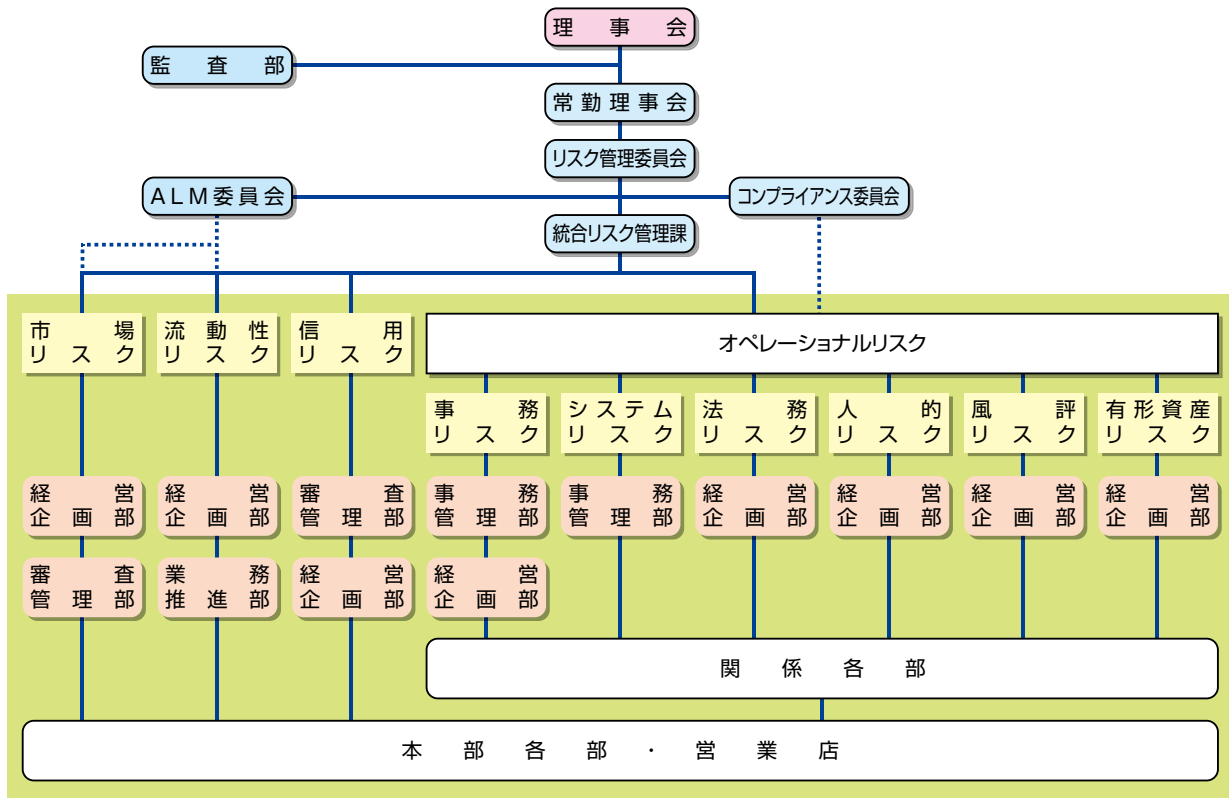 理事会
監査部
常勤理事会
リスク管理委員会
ALM委員会
コンプライアンス委員会
統合リスク管理課
市場
リスク
流動性
リスク
信用
リスク
オペレーショナルリスク
事務
リスク
システム
リスク
法務
リスク
人的
リスク
風評
リスク
有形資産
リスク
経営
企画部
経営
企画部
審査
管理部
事務
管理部
事務
管理部
経営
企画部
経営
企画部
経営
企画部
経営
企画部
審査
管理部
業務
推進部
経営
企画部
経営
企画部
関係各部
本部各部・営業店